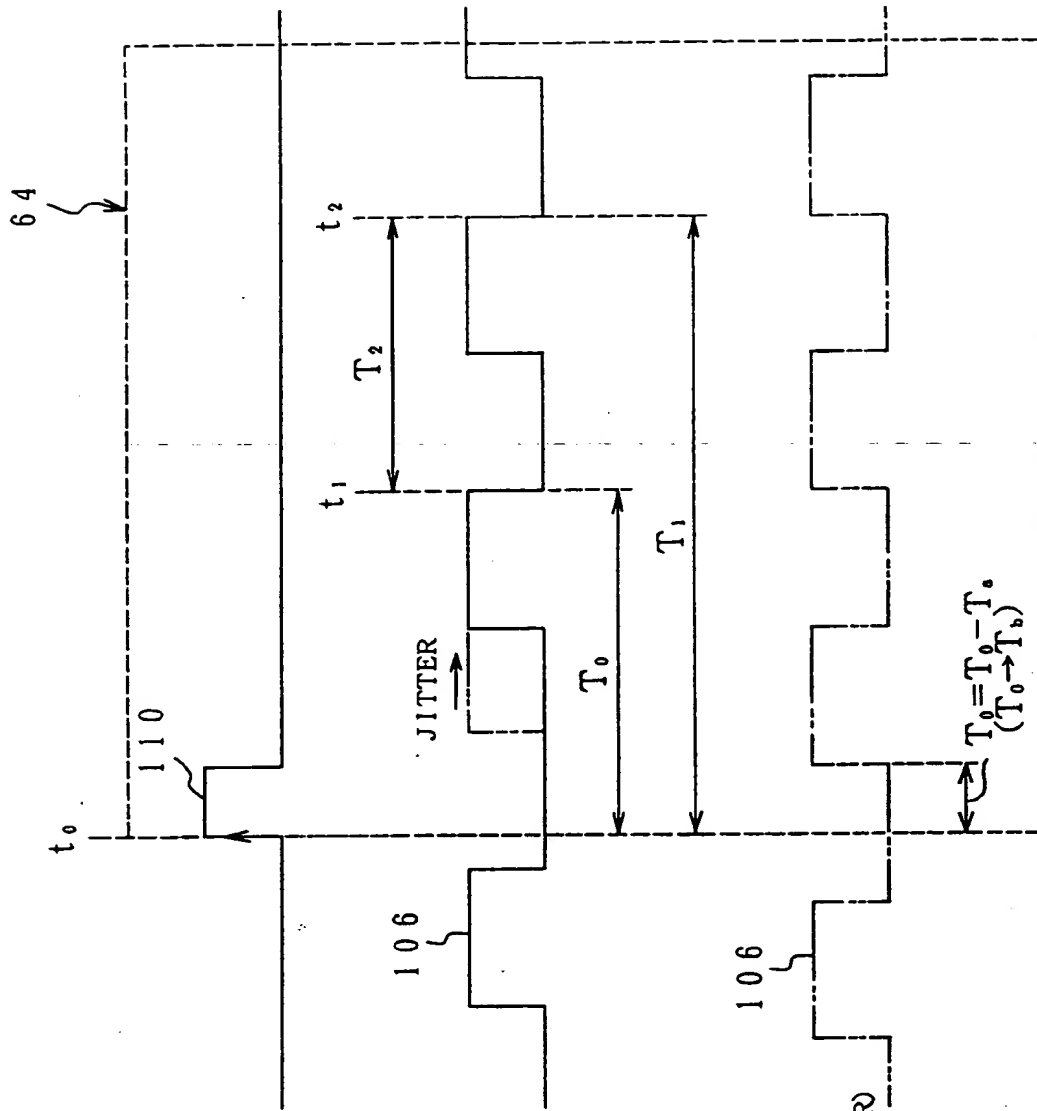 64
t₀
110
t₁
t₂
T₂
JITTER
106
T₀
T₁
106
T₀=T₀-Tₐ
(T₀→T_b)